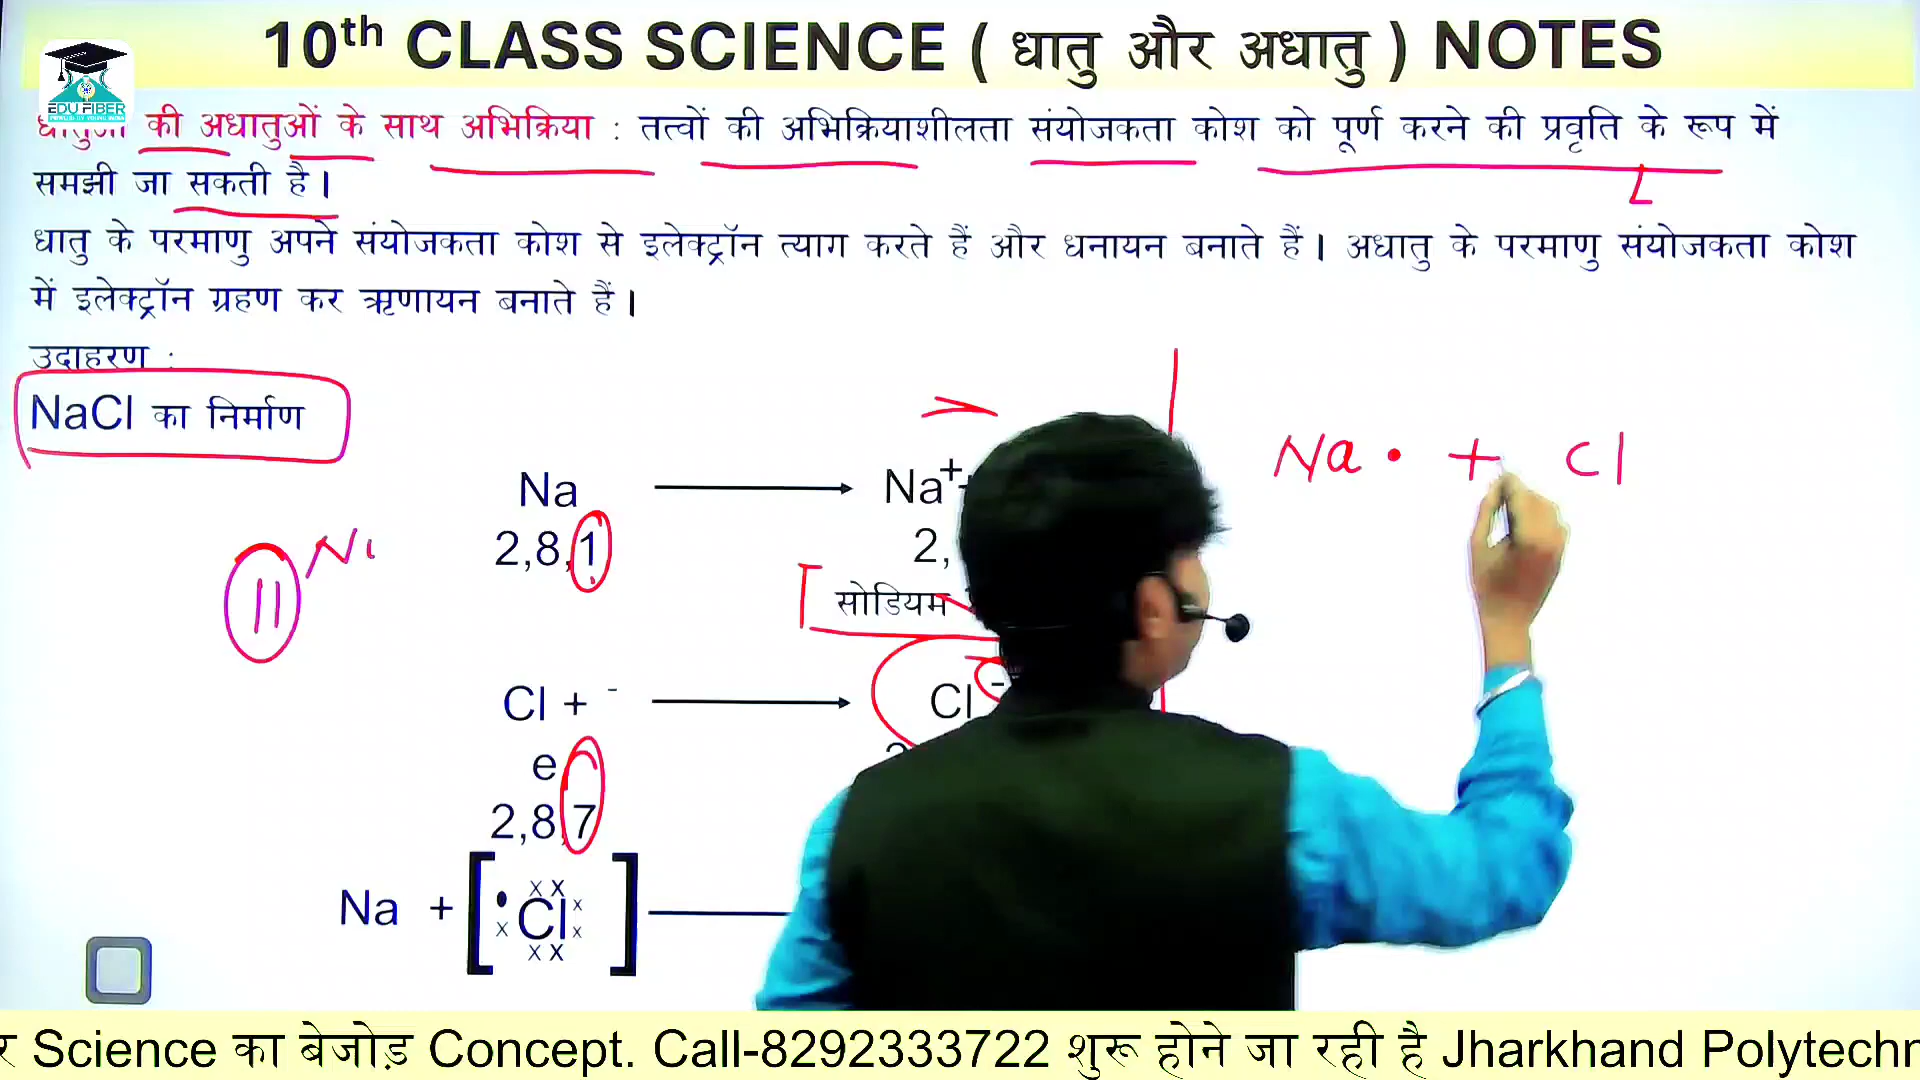 10th CLASS SCIENCE ( धातु और अधातु ) NOTES
EDU FIBER
धातुओं की अधातुओं के साथ अभिक्रिया : तत्वों की अभिक्रियाशीलता संयोजकता कोश को पूर्ण करने की प्रवृति के रूप में
समझी जा सकती है।
धातु के परमाणु अपने संयोजकता कोश से इलेक्ट्रॉन त्याग करते हैं और धनायन बनाते हैं। अधातु के परमाणु संयोजकता कोश
में इलेक्ट्रॉन ग्रहण कर ऋणायन बनाते हैं।
उदाहरण :
NaCl का निर्माण
Na• + Cl
Na → Na+
2,8,1 2,
11
सोडियम
Cl + - → Cl -
e
2,8,7
Na + [ Cl ]
Science का बेजोड़ Concept. Call-8292333722 शुरू होने जा रही है Jharkhand